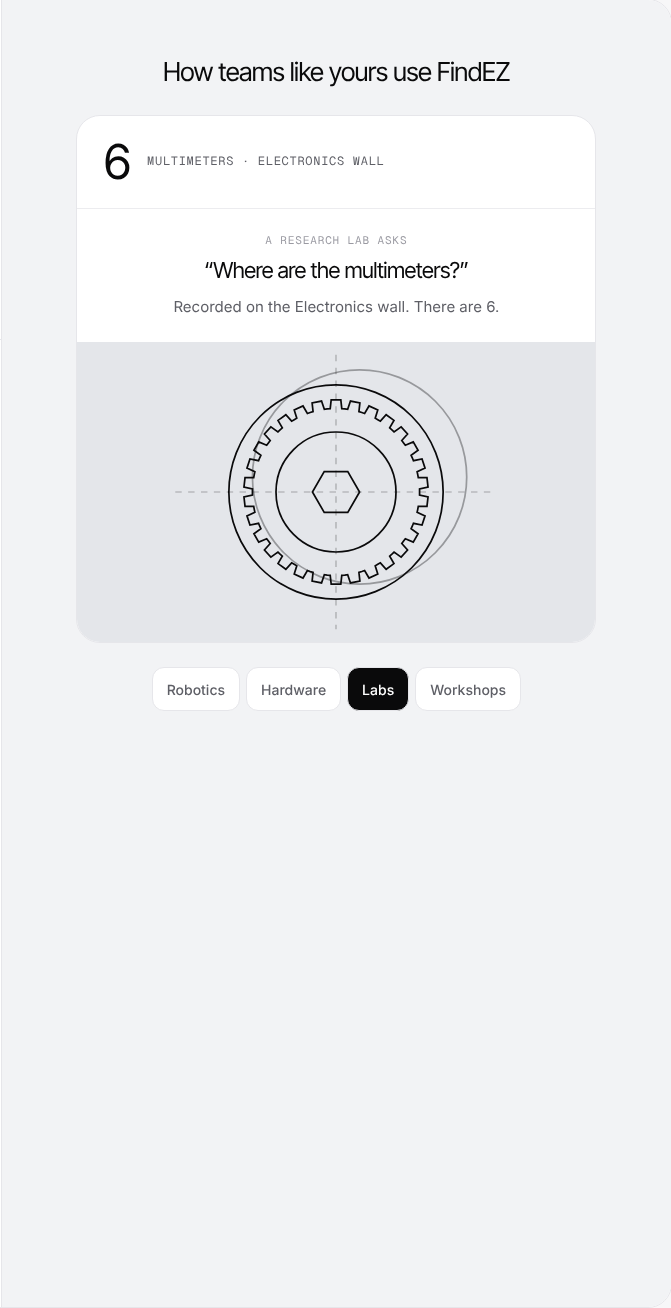 How teams like yours use FindEZ
6
MULTIMETERS · ELECTRONICS WALL
A RESEARCH LAB ASKS
“Where are the multimeters?”
Recorded on the Electronics wall. There are 6.
Robotics
Hardware
Labs
Workshops